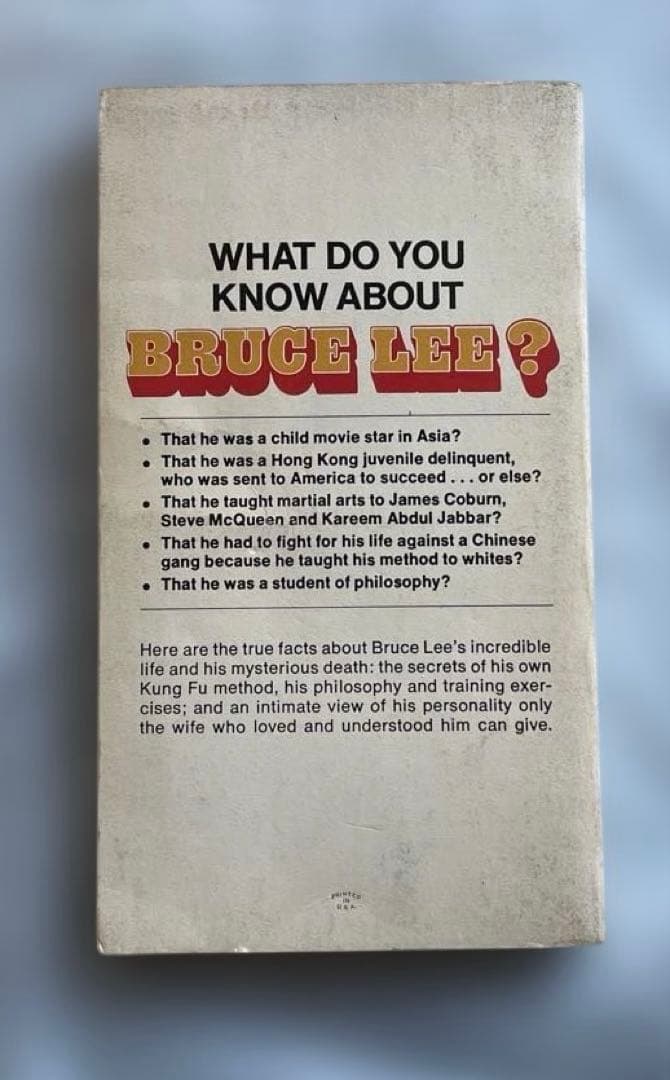 WHAT DO YOU
KNOW ABOUT
BRUCE LEE?
• That he was a child movie star in Asia?
• That he was a Hong Kong juvenile delinquent,
who was sent to America to succeed . . . or else?
• That he taught martial arts to James Coburn,
Steve McQueen and Kareem Abdul Jabbar?
• That he had to fight for his life against a Chinese
gang because he taught his method to whites?
• That he was a student of philosophy?
Here are the true facts about Bruce Lee's incredible
life and his mysterious death: the secrets of his own
Kung Fu method, his philosophy and training exer-
cises; and an intimate view of his personality only
the wife who loved and understood him can give.
PRINTED
IN
U.S.A.